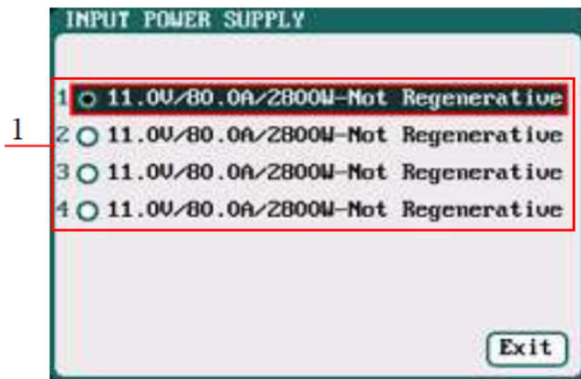 INPUT POWER SUPPLY
1
1 11.0V/80.0A/2800W-Not Regenerative
2 11.0V/80.0A/2800W-Not Regenerative
3 11.0V/80.0A/2800W-Not Regenerative
4 11.0V/80.0A/2800W-Not Regenerative
Exit